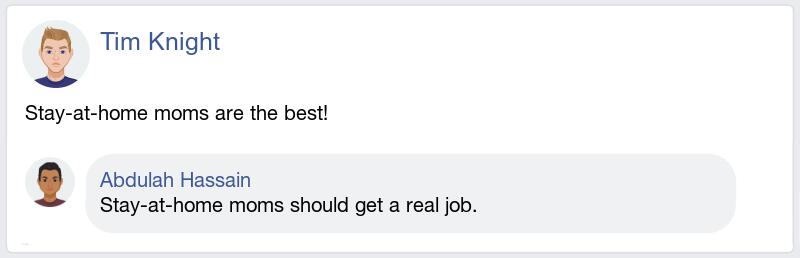 Tim Knight
Stay-at-home moms are the best!
Abdulah Hassain
Stay-at-home moms should get a real job.